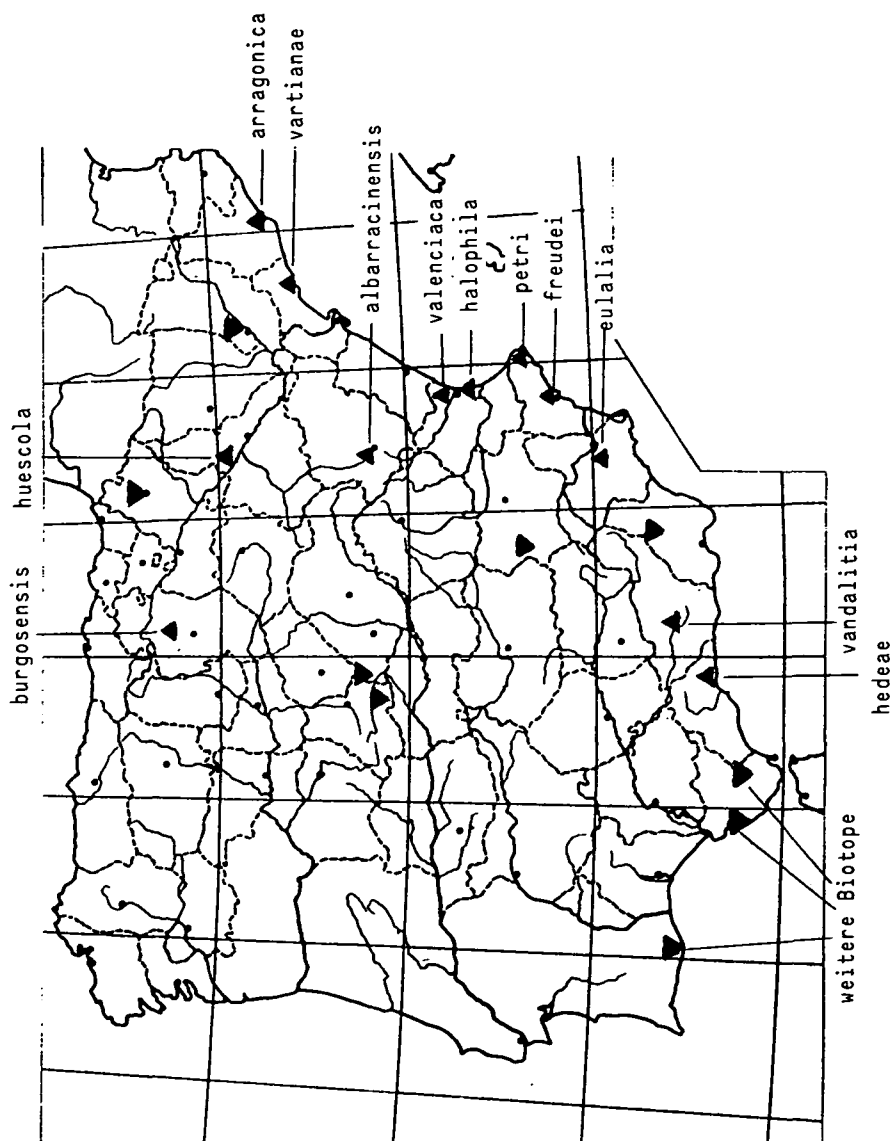 burgosensis
huescola
arragonica
vartianae
albarracinensis
valenciaca
halophila
petri
freudei
eulalia
vandalitia
hedeae
weitere Biotope